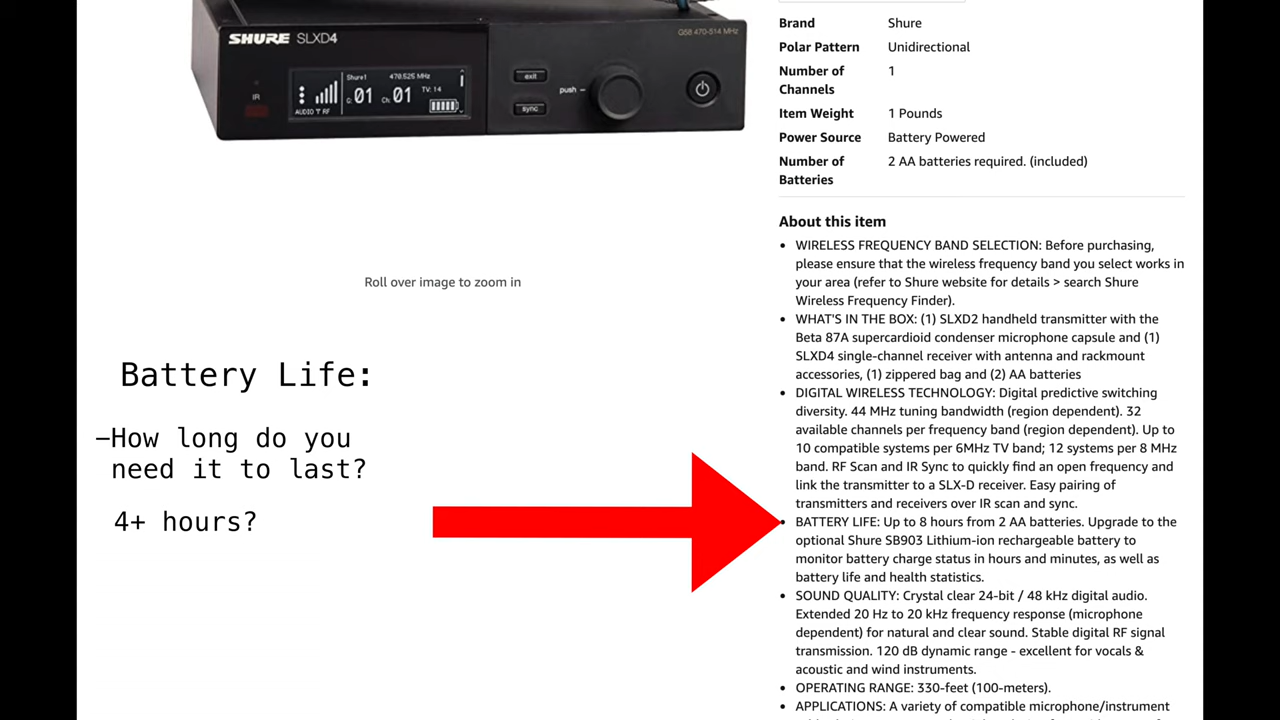 SHURE SLXD4
G58 470-514 MHz
Shure1 470.525 MHz
G: 01 Ch: 01 TV: 14
AUDIO RF
IR
exit
sync
push
Roll over image to zoom in
Battery Life:
–How long do you
need it to last?
4+ hours?
Brand Shure
Polar Pattern Unidirectional
Number of 1
Channels
Item Weight 1 Pounds
Power Source Battery Powered
Number of 2 AA batteries required. (included)
Batteries
About this item
• WIRELESS FREQUENCY BAND SELECTION: Before purchasing,
please ensure that the wireless frequency band you select works in
your area (refer to Shure website for details > search Shure
Wireless Frequency Finder).
• WHAT'S IN THE BOX: (1) SLXD2 handheld transmitter with the
Beta 87A supercardioid condenser microphone capsule and (1)
SLXD4 single-channel receiver with antenna and rackmount
accessories, (1) zippered bag and (2) AA batteries
• DIGITAL WIRELESS TECHNOLOGY: Digital predictive switching
diversity. 44 MHz tuning bandwidth (region dependent). 32
available channels per frequency band (region dependent). Up to
10 compatible systems per 6MHz TV band; 12 systems per 8 MHz
band. RF Scan and IR Sync to quickly find an open frequency and
link the transmitter to a SLX-D receiver. Easy pairing of
transmitters and receivers over IR scan and sync.
• BATTERY LIFE: Up to 8 hours from 2 AA batteries. Upgrade to the
optional Shure SB903 Lithium-ion rechargeable battery to
monitor battery charge status in hours and minutes, as well as
battery life and health statistics.
• SOUND QUALITY: Crystal clear 24-bit / 48 kHz digital audio.
Extended 20 Hz to 20 kHz frequency response (microphone
dependent) for natural and clear sound. Stable digital RF signal
transmission. 120 dB dynamic range - excellent for vocals &
acoustic and wind instruments.
• OPERATING RANGE: 330-feet (100-meters).
• APPLICATIONS: A variety of compatible microphone/instrument